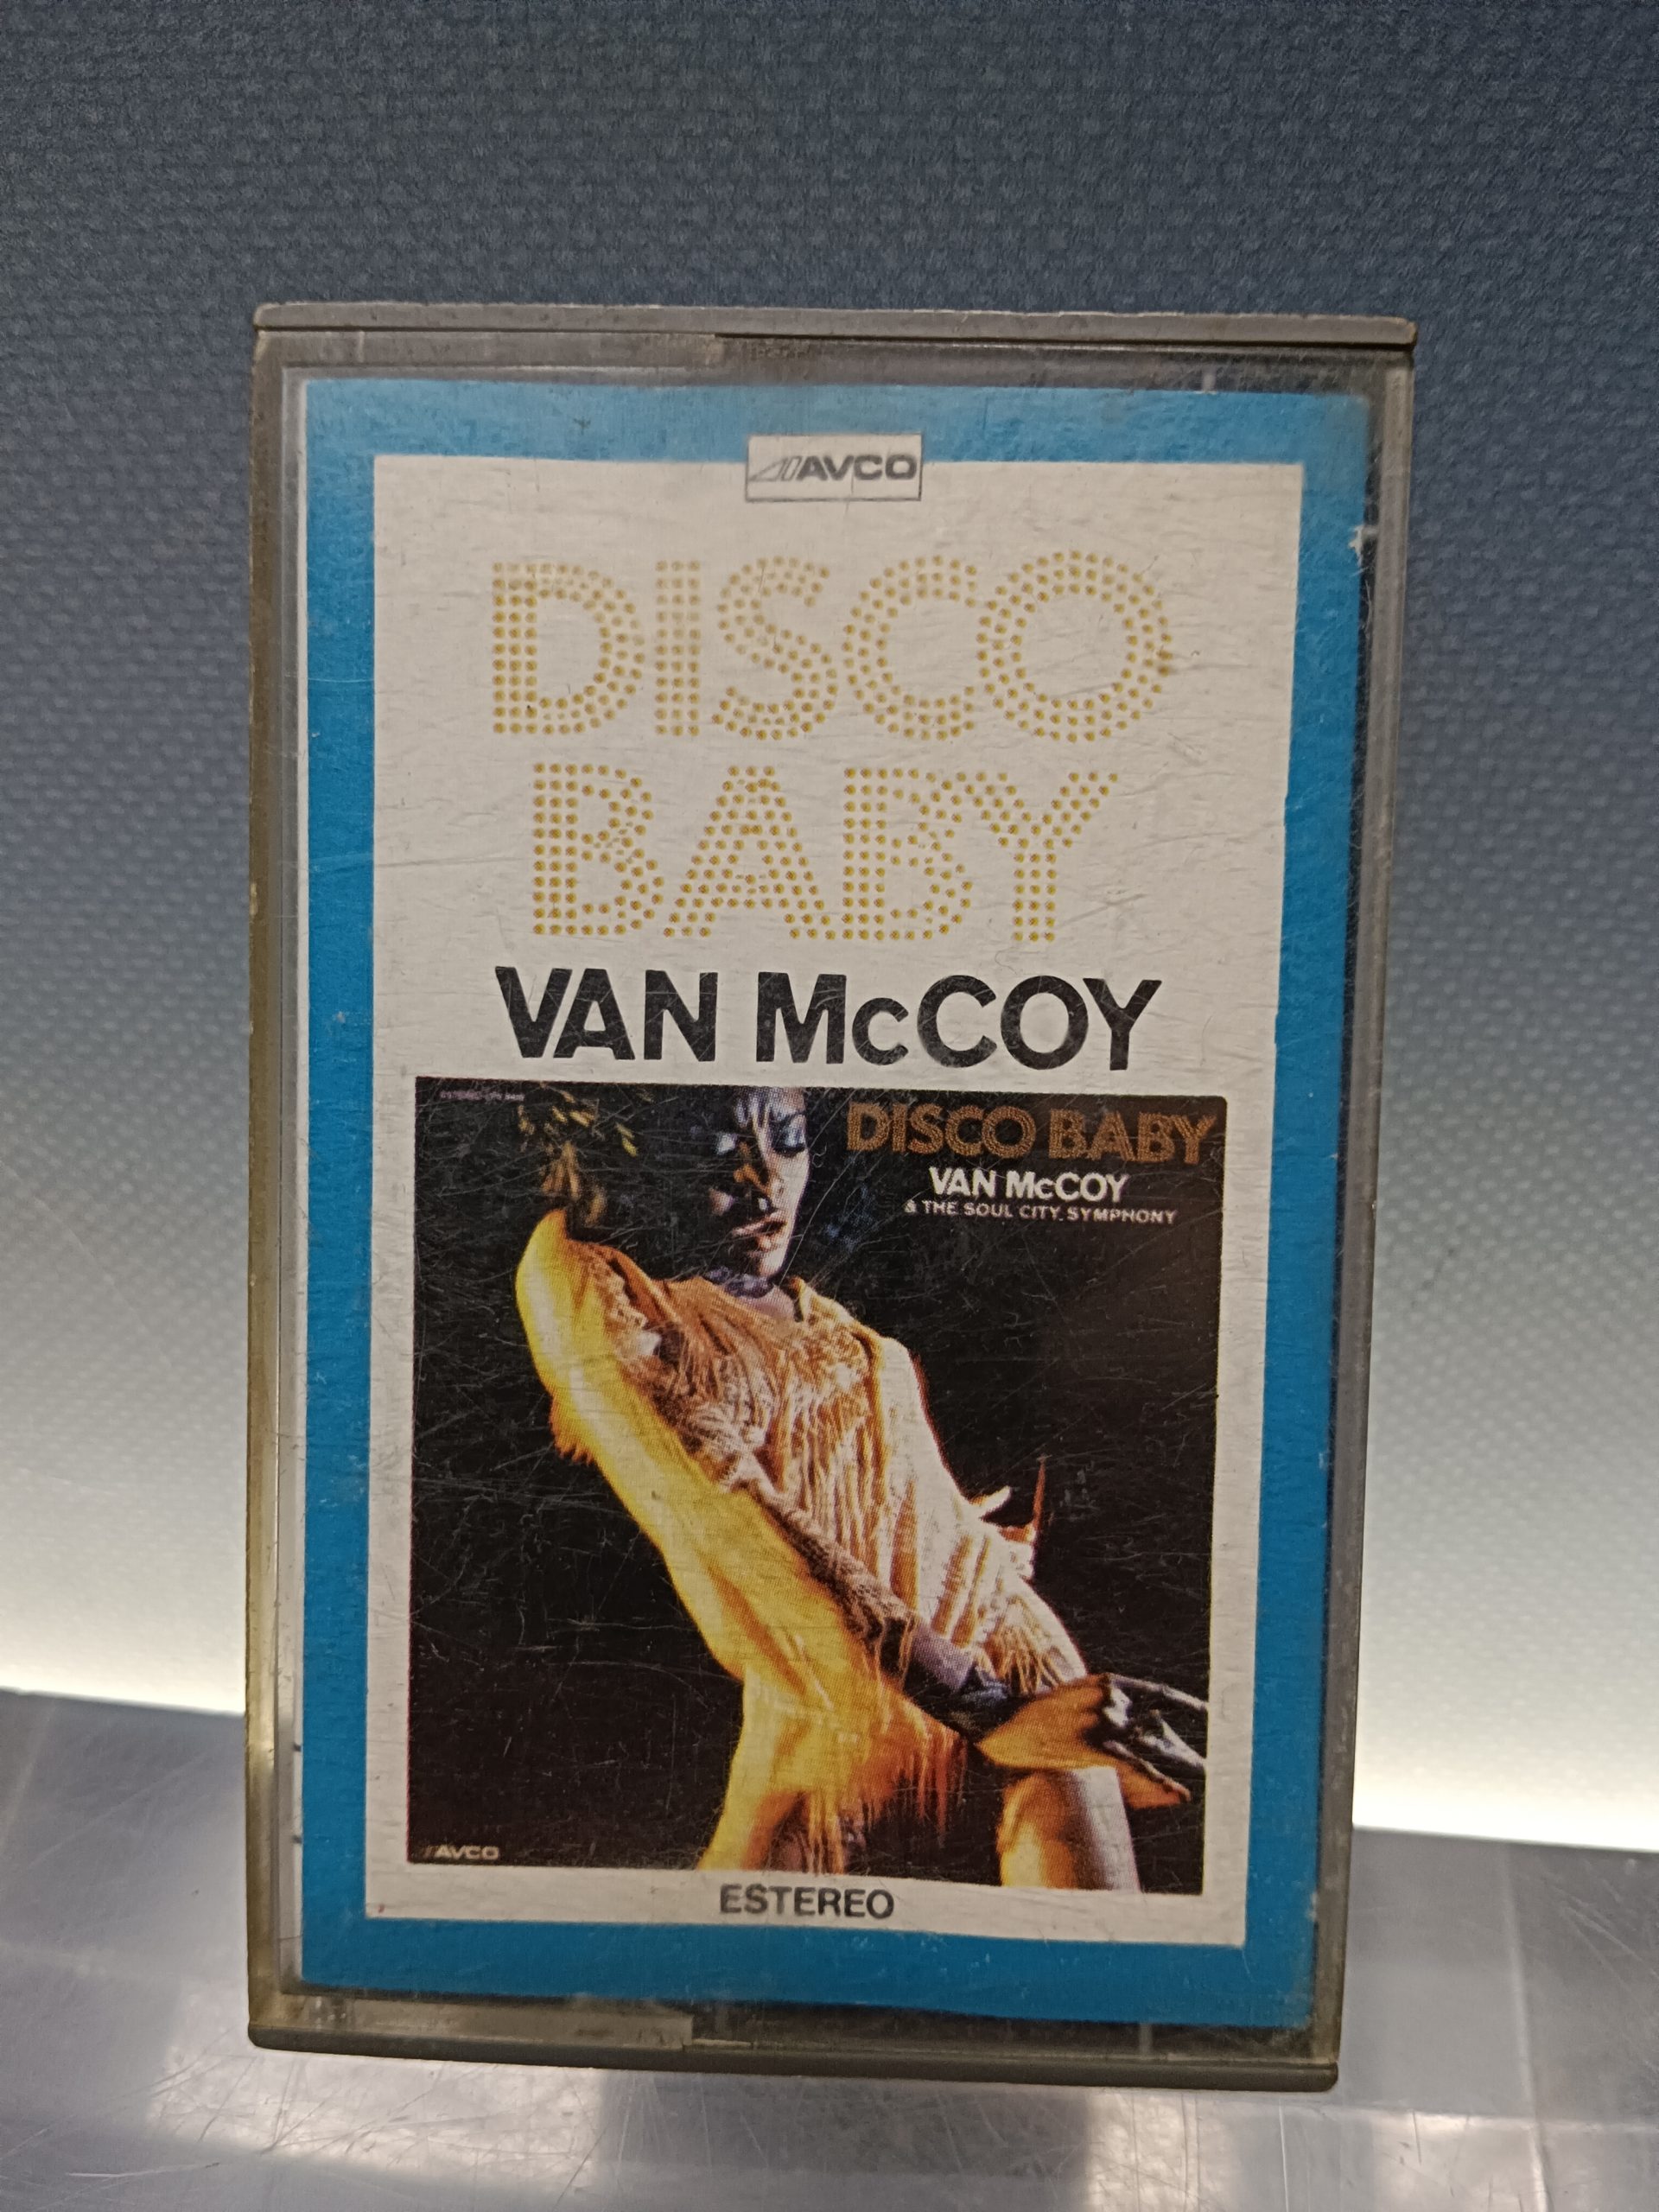 AVCO
DISCO
BABY
VAN McCOY
DISCO BABY
VAN McCOY
& THE SOUL CITY SYMPHONY
AVCO
ESTEREO